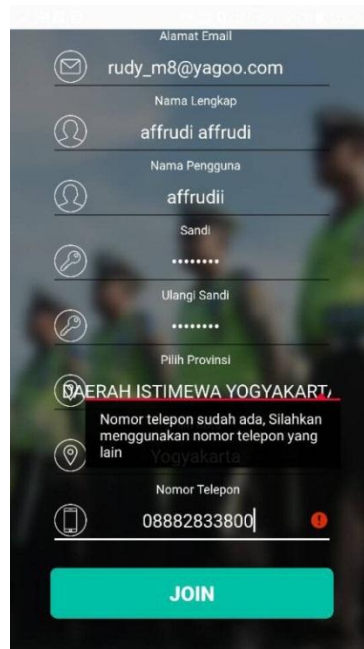 Alamat Email
rudy_m8@yagoo.com
Nama Lengkap
affrudi affrudi
Nama Pengguna
affrudii
Sandi
Ulangi Sandi
Pilih Provinsi
DAERAH ISTIMEWA YOGYAKARTA
Nomor telepon sudah ada, Silahkan
menggunakan nomor telepon yang
lain
Yogyakarta
Nomor Telepon
08882833800
JOIN